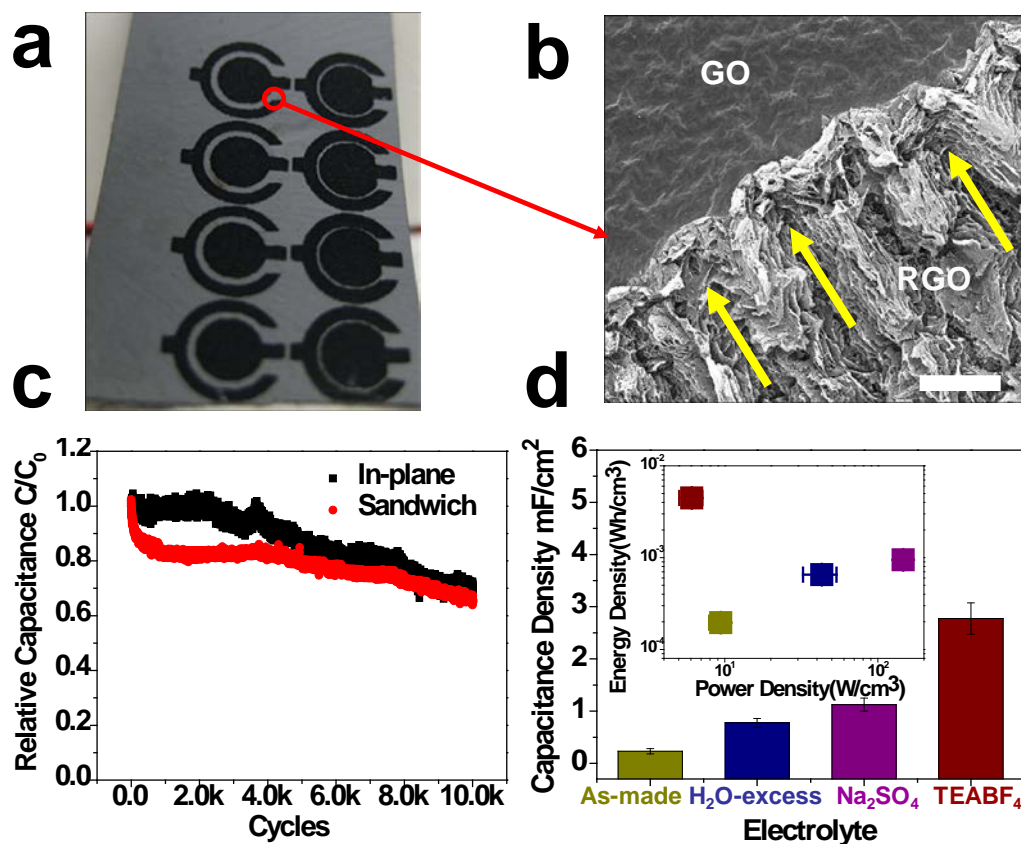 a
b
GO
RGO
c
Relative Capacitance C/C₀
1.2
1.0
0.8
0.6
0.4
0.2
0.0
In-plane
Sandwich
0.0 2.0k 4.0k 6.0k 8.0k 10.0k
Cycles
d
Capacitance Density mF/cm²
6
5
4
3
2
1
0
Energy Density(Wh/cm³)
10⁻²
10⁻³
10⁻⁴
10¹ 10²
Power Density(W/cm³)
As-made H₂O-excess Na₂SO₄ TEABF₄
Electrolyte